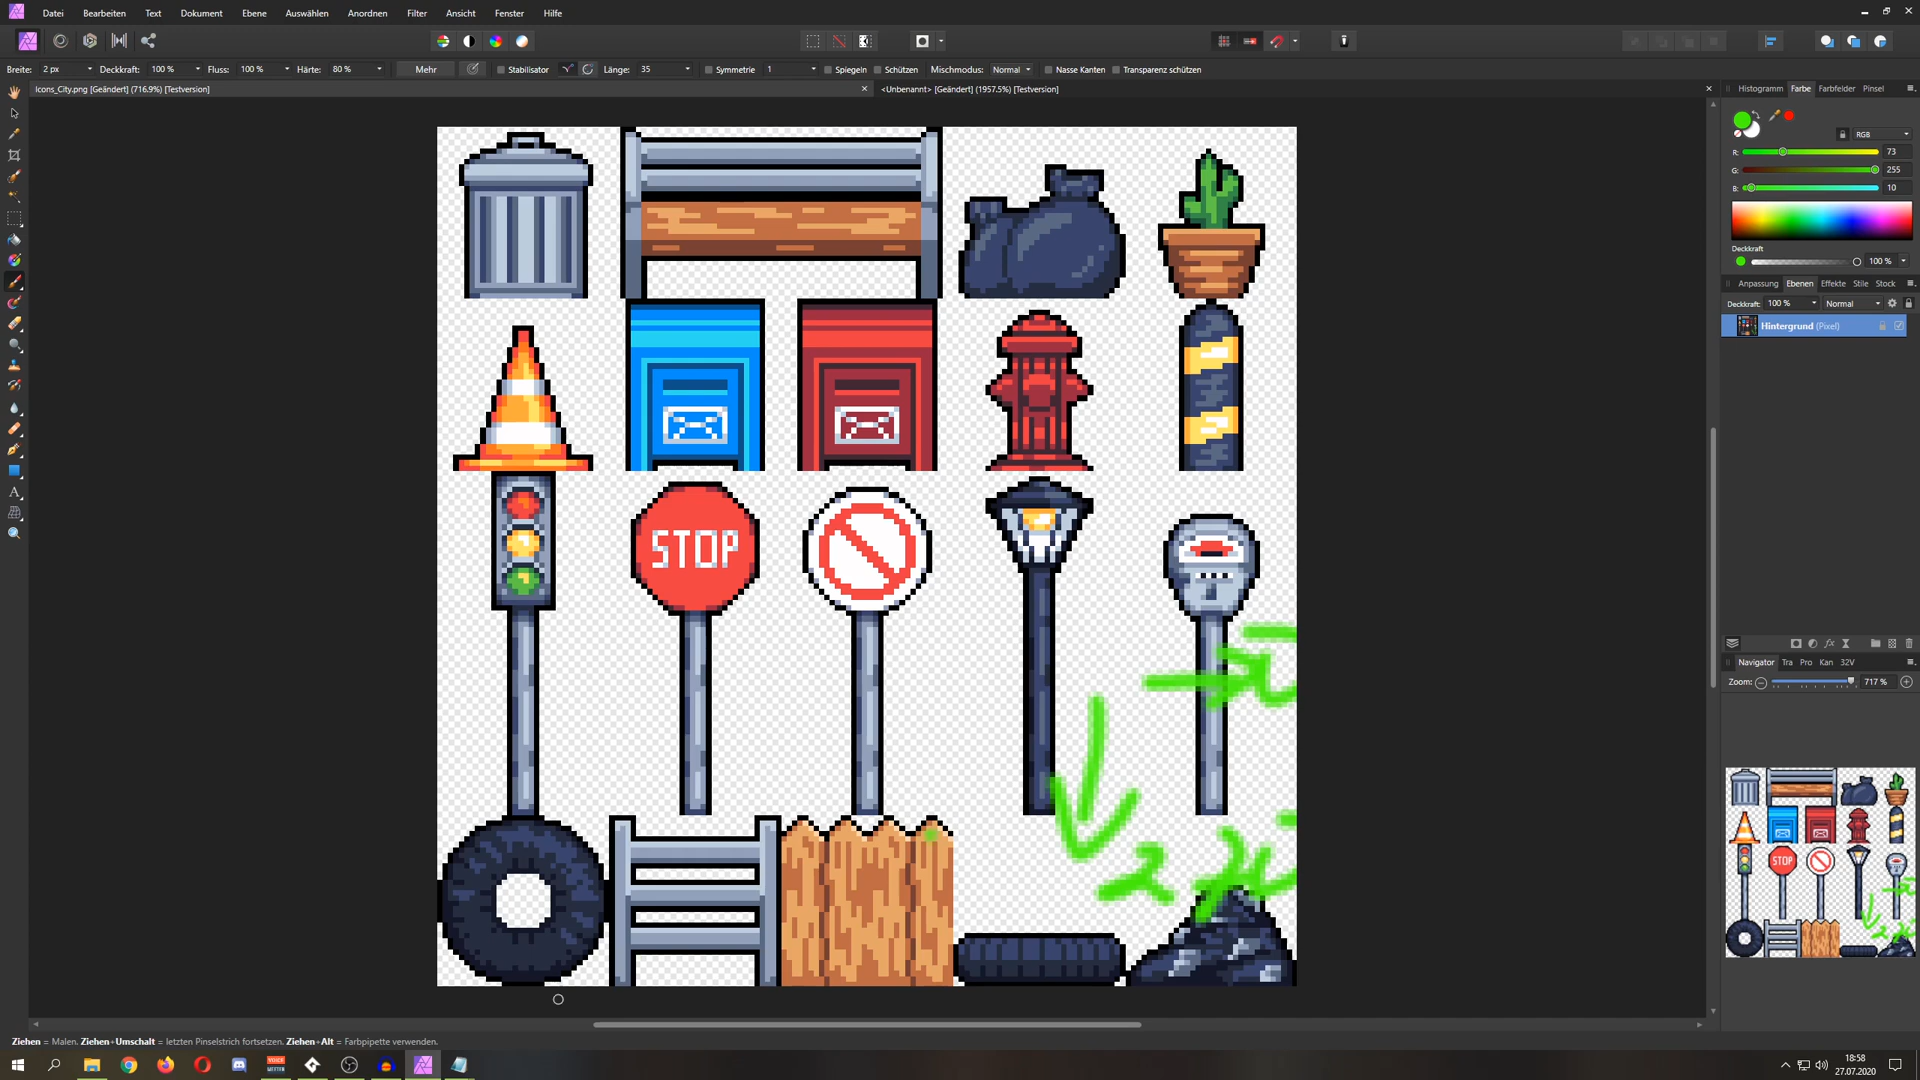 Datei Bearbeiten Text Dokument Ebene Auswählen Anordnen Filter Ansicht Fenster Hilfe
Breite: 2 px Deckkraft: 100 % Fluss: 100 % Härte: 80 % Mehr Stabilisator Länge: 35 Symmetrie 1 Spiegeln Schützen Mischmodus: Normal Nasse Kanten Transparenz schützen
Icons_City.png [Geändert] (716.9%) [Testversion]
<Unbenannt> [Geändert] (1957.5%) [Testversion]
Histogramm Farbe Farbfelder Pinsel
RGB
R: 73
G: 255
B: 10
Deckkraft
100 %
Anpassung Ebenen Effekte Stile Stock
Deckkraft: 100 % Normal
Hintergrund (Pixel)
STOP
Navigator Tra Pro Kan 32V
Zoom: 717 %
STOP
Ziehen = Malen. Ziehen+Umschalt = letzten Pinselstrich fortsetzen. Ziehen+Alt = Farbpipette verwenden.
18:58
27.07.2020